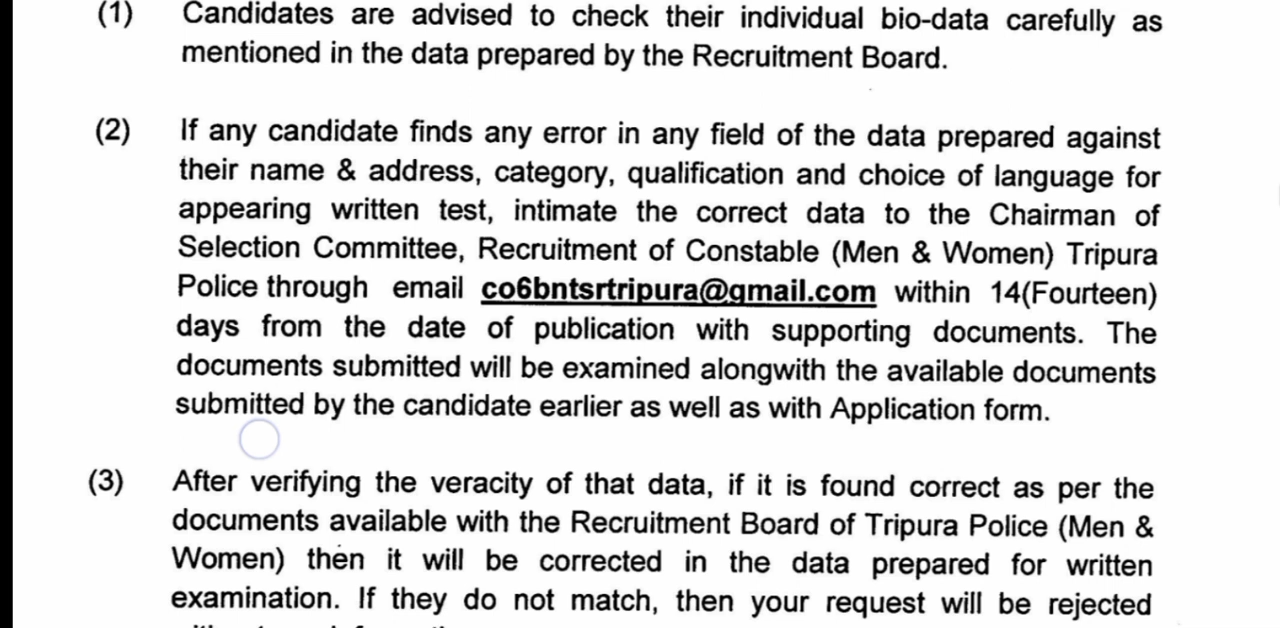 (1) Candidates are advised to check their individual bio-data carefully as
mentioned in the data prepared by the Recruitment Board.
(2) If any candidate finds any error in any field of the data prepared against
their name & address, category, qualification and choice of language for
appearing written test, intimate the correct data to the Chairman of
Selection Committee, Recruitment of Constable (Men & Women) Tripura
Police through email co6bntsrtripura@gmail.com within 14(Fourteen)
days from the date of publication with supporting documents. The
documents submitted will be examined alongwith the available documents
submitted by the candidate earlier as well as with Application form.
(3) After verifying the veracity of that data, if it is found correct as per the
documents available with the Recruitment Board of Tripura Police (Men &
Women) then it will be corrected in the data prepared for written
examination. If they do not match, then your request will be rejected